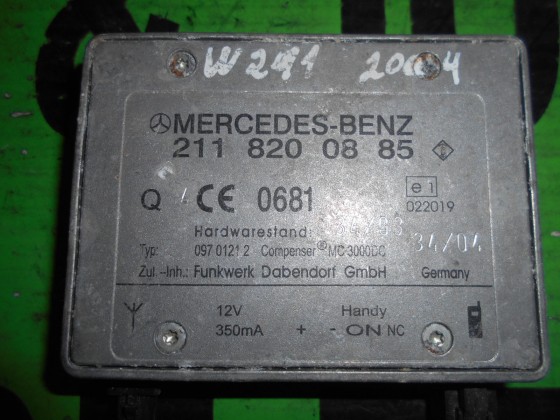 W211 2004
MERCEDES-BENZ
211 820 08 85
Q CE 0681 e1
022019
Hardwarestand:
34/04
Typ: 097 0121 2 Compenser® MC-3000DC
Zul.-Inh.: Funkwerk Dabendorf GmbH Germany
12V Handy
350mA + - ON NC